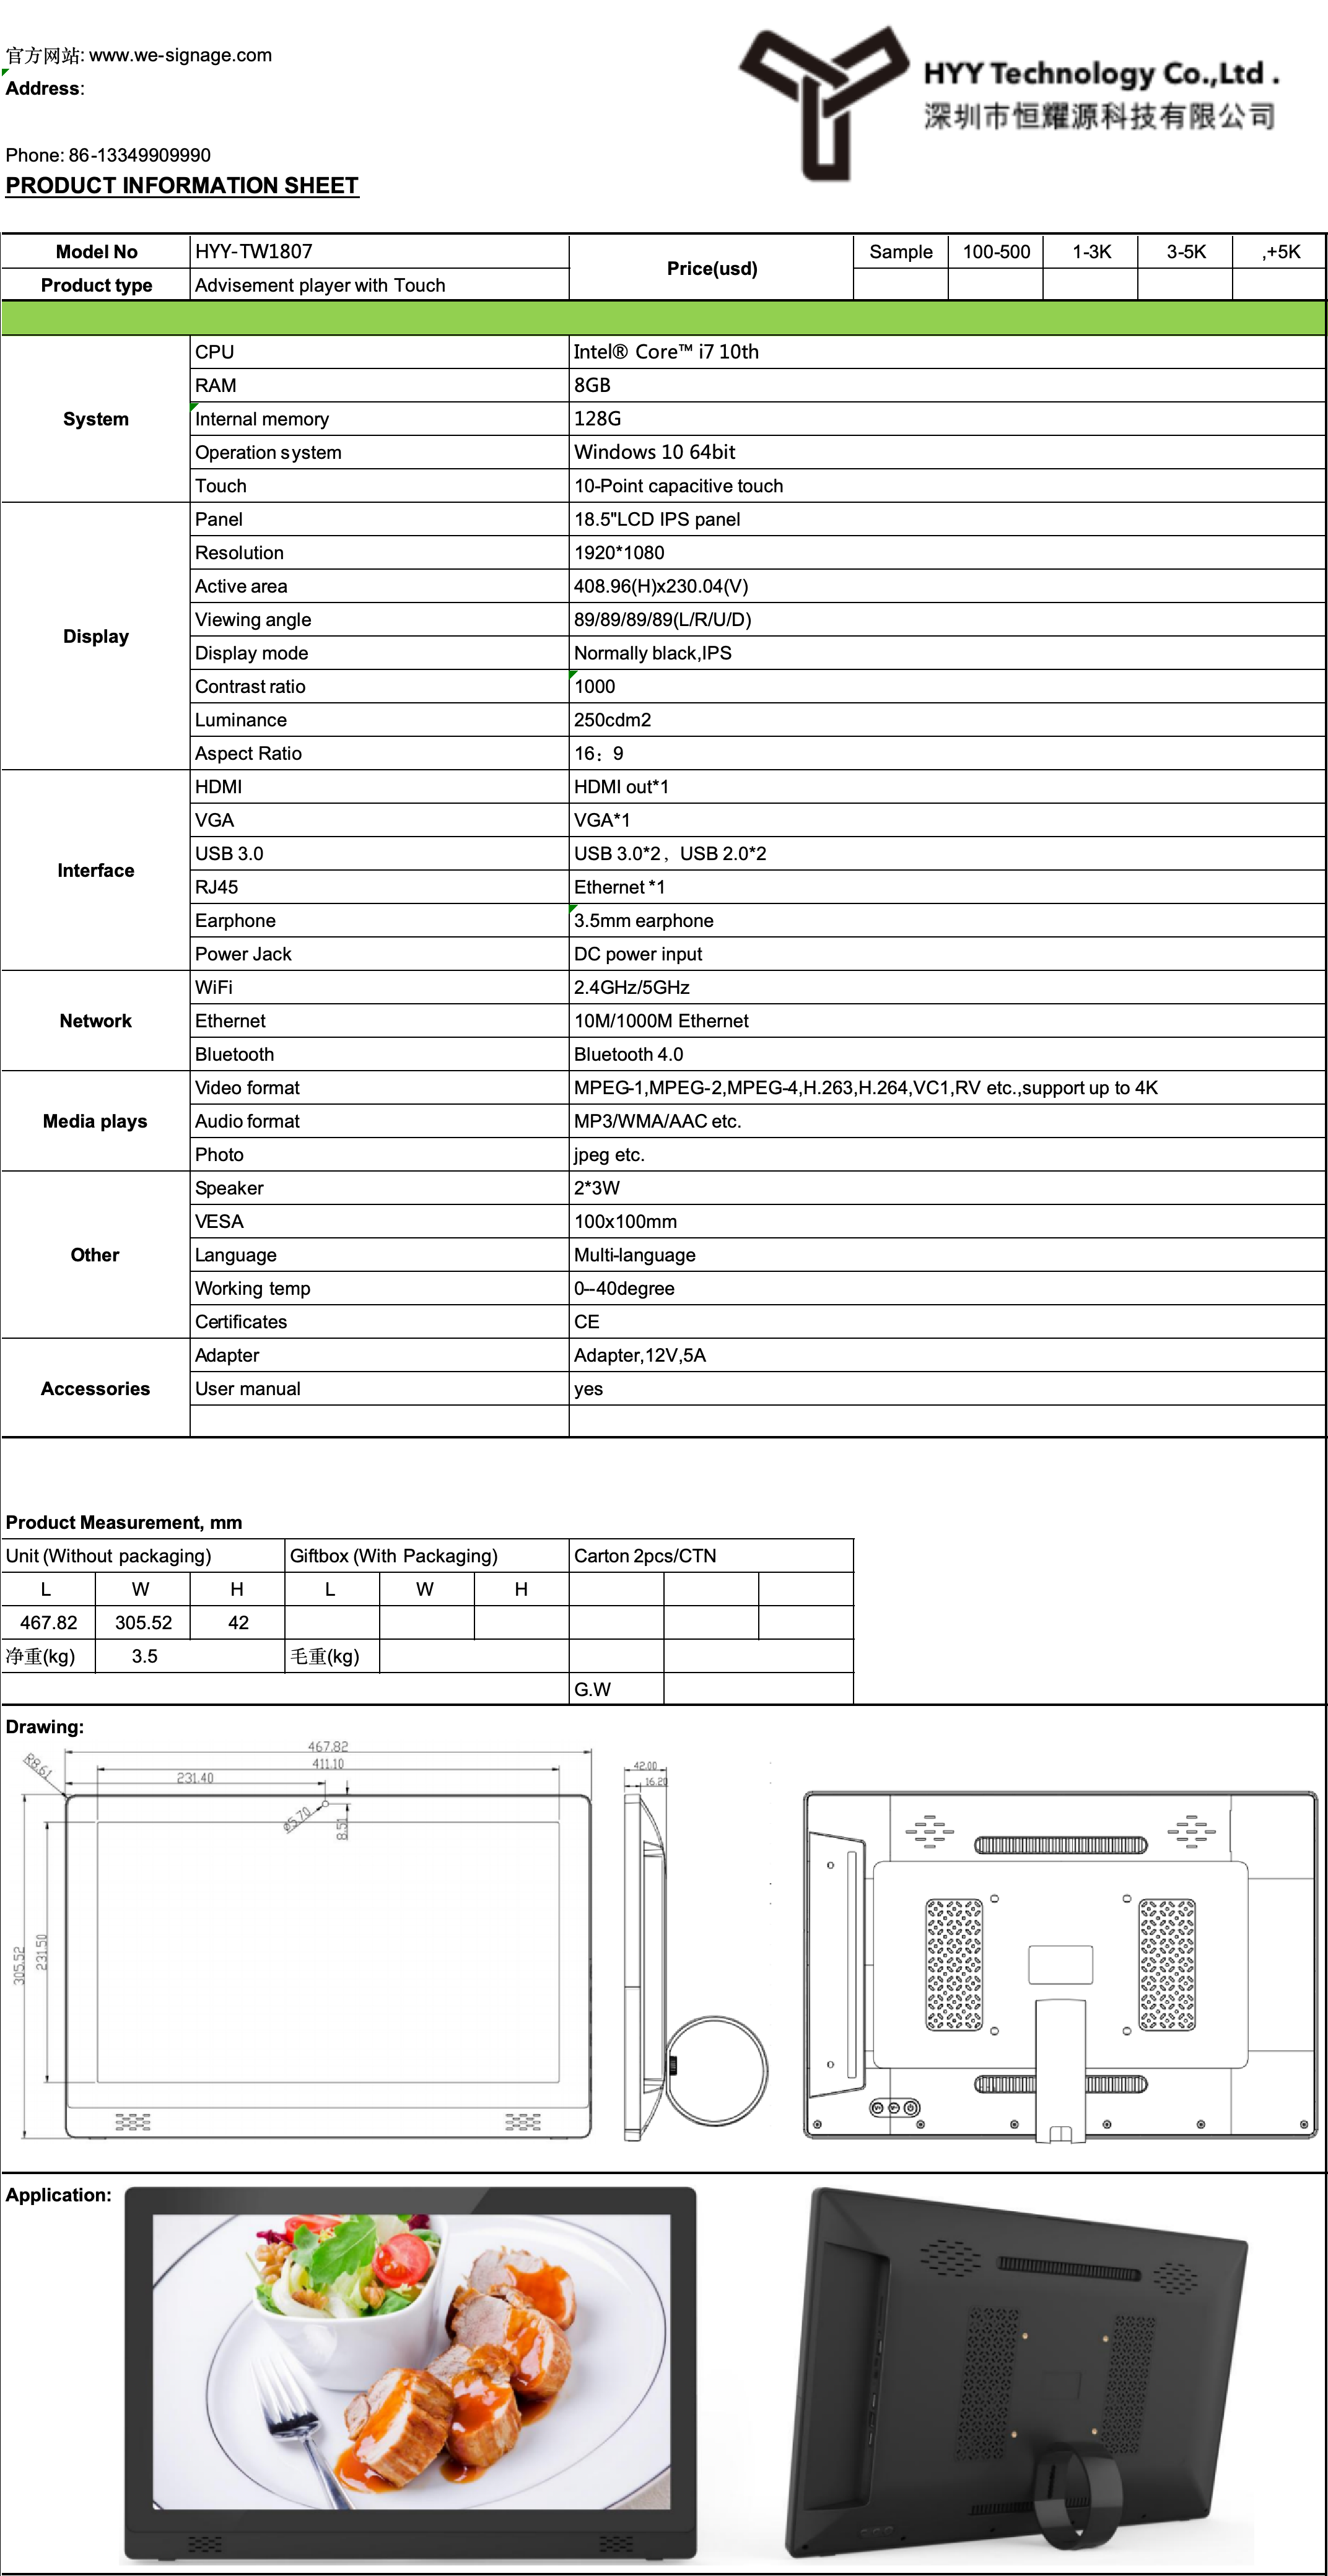 官方网站: www.we-signage.com
HYY Technology Co.,Ltd .
深圳市恒耀源科技有限公司
Address:
Phone: 86-13349909990
PRODUCT INFORMATION SHEET
Model No HYY-TW1807 Price(usd) Sample 100-500 1-3K 3-5K ,+5K
Product type Advisement player with Touch
System
CPU Intel® Core™ i7 10th
RAM 8GB
Internal memory 128G
Operation system Windows 10 64bit
Touch 10-Point capacitive touch
Display
Panel 18.5"LCD IPS panel
Resolution 1920*1080
Active area 408.96(H)x230.04(V)
Viewing angle 89/89/89/89(L/R/U/D)
Display mode Normally black,IPS
Contrast ratio 1000
Luminance 250cdm2
Aspect Ratio 16：9
Interface
HDMI HDMI out*1
VGA VGA*1
USB 3.0 USB 3.0*2，USB 2.0*2
RJ45 Ethernet *1
Earphone 3.5mm earphone
Power Jack DC power input
Network
WiFi 2.4GHz/5GHz
Ethernet 10M/1000M Ethernet
Bluetooth Bluetooth 4.0
Media plays
Video format MPEG-1,MPEG-2,MPEG-4,H.263,H.264,VC1,RV etc.,support up to 4K
Audio format MP3/WMA/AAC etc.
Photo jpeg etc.
Other
Speaker 2*3W
VESA 100x100mm
Language Multi-language
Working temp 0--40degree
Certificates CE
Accessories
Adapter Adapter,12V,5A
User manual yes
Product Measurement, mm
Unit (Without packaging) Giftbox (With Packaging) Carton 2pcs/CTN
L W H L W H
467.82 305.52 42
净重(kg) 3.5 毛重(kg)
G.W
Drawing:
467.82
411.10
231.40
R8.61
ø5.70
8.51
305.52
231.50
42.00
16.20
Application: